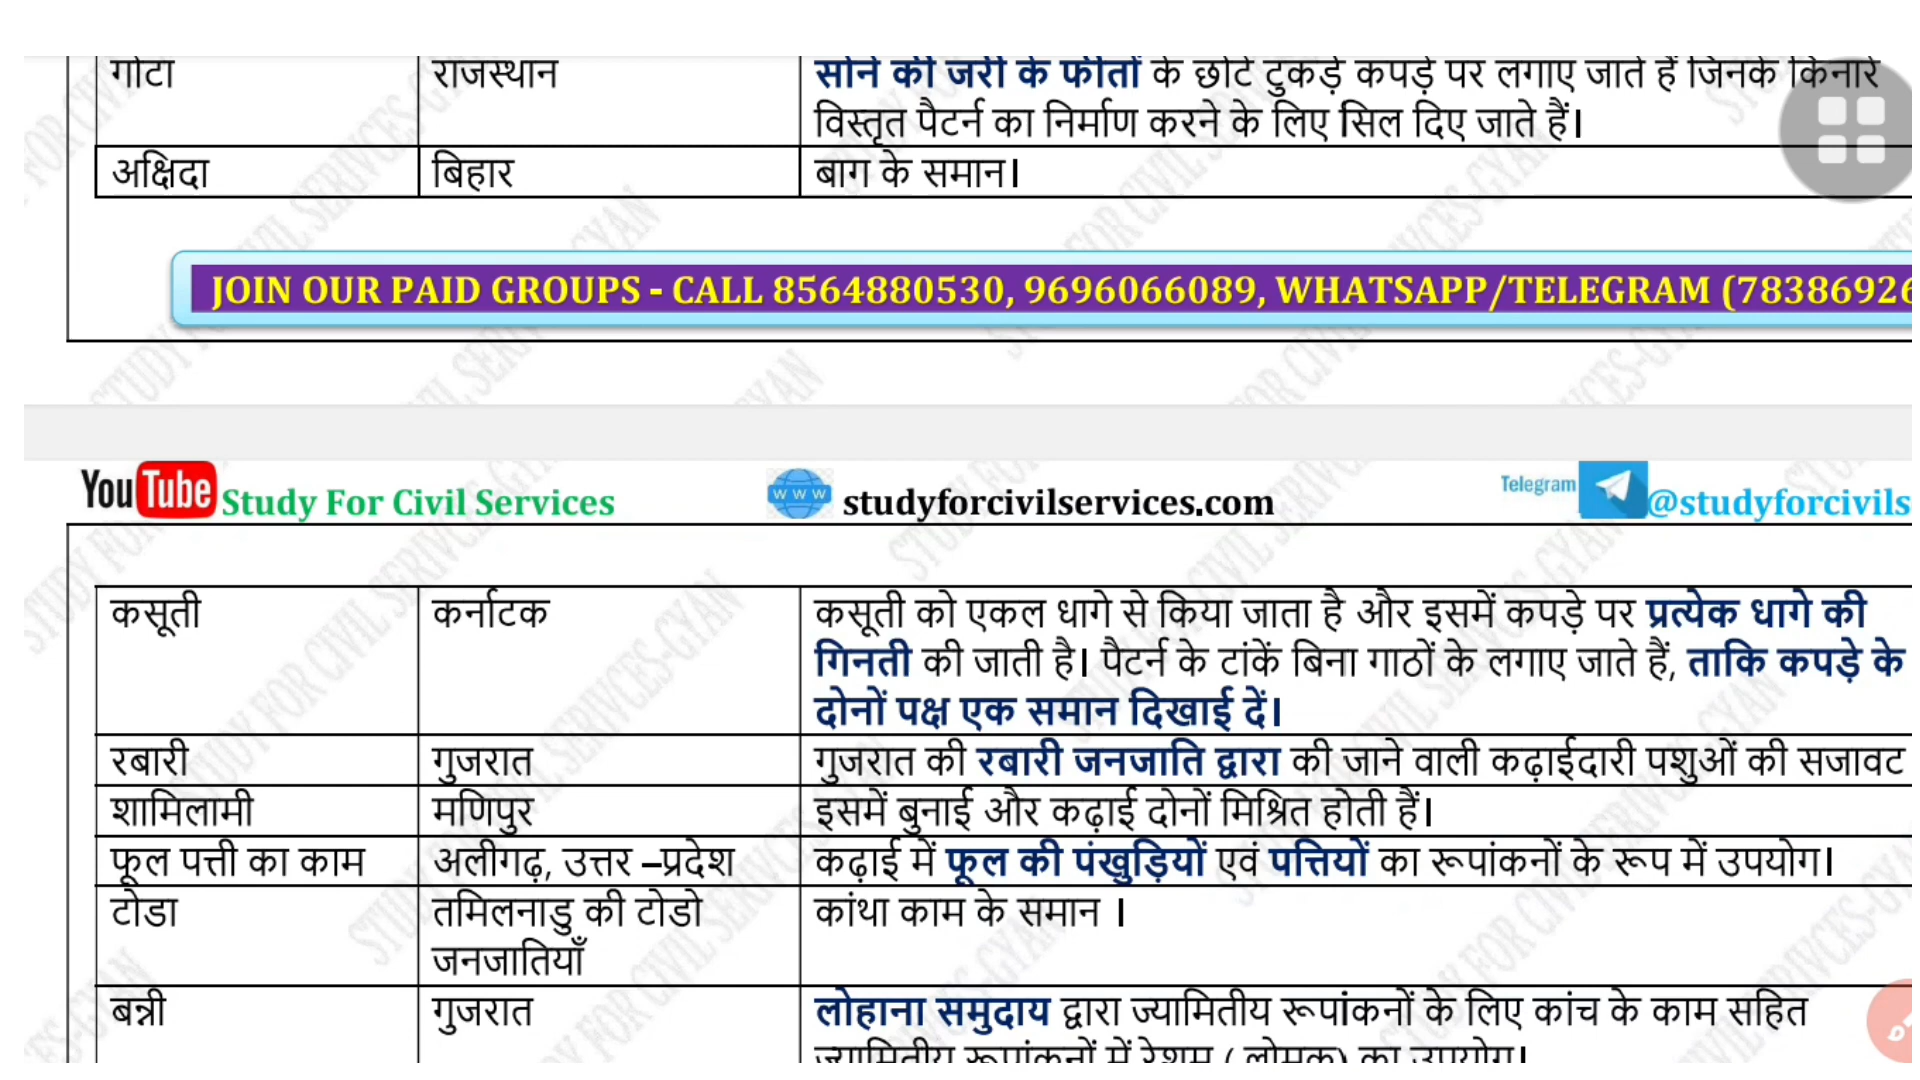 गोटा राजस्थान सोने की जरी के फीतों के छोटे टुकड़े कपड़े पर लगाए जाते हैं जिनके किनारे
विस्तृत पैटर्न का निर्माण करने के लिए सिल दिए जाते हैं।
अक्षिदा बिहार बाग के समान।
JOIN OUR PAID GROUPS - CALL 8564880530, 9696066089, WHATSAPP/TELEGRAM (78386926
YouTube Study For Civil Services www studyforcivilservices.com Telegram @studyforcivils
कसूती कर्नाटक कसूती को एकल धागे से किया जाता है और इसमें कपड़े पर प्रत्येक धागे की
गिनती की जाती है। पैटर्न के टांकें बिना गाठों के लगाए जाते हैं, ताकि कपड़े के
दोनों पक्ष एक समान दिखाई दें।
रबारी गुजरात गुजरात की रबारी जनजाति द्वारा की जाने वाली कढ़ाईदारी पशुओं की सजावट
शामिलामी मणिपुर इसमें बुनाई और कढ़ाई दोनों मिश्रित होती हैं।
फूल पत्ती का काम अलीगढ़, उत्तर –प्रदेश कढ़ाई में फूल की पंखुड़ियों एवं पत्तियों का रूपांकनों के रूप में उपयोग।
टोडा तमिलनाडु की टोडो कांथा काम के समान ।
जनजातियाँ
बन्नी गुजरात लोहाना समुदाय द्वारा ज्यामितीय रूपांकनों के लिए कांच के काम सहित
ज्यामितीय रूपांकनों में रेशम ( लोमक) का उपयोग।